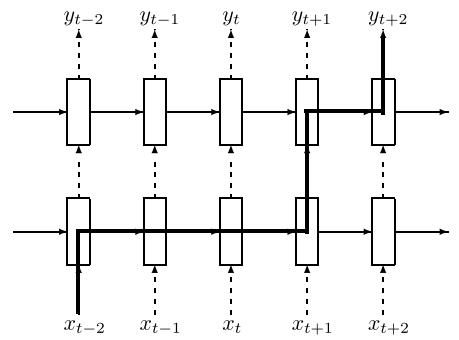 y_{t-2} y_{t-1} y_t y_{t+1} y_{t+2}
x_{t-2} x_{t-1} x_t x_{t+1} x_{t+2}